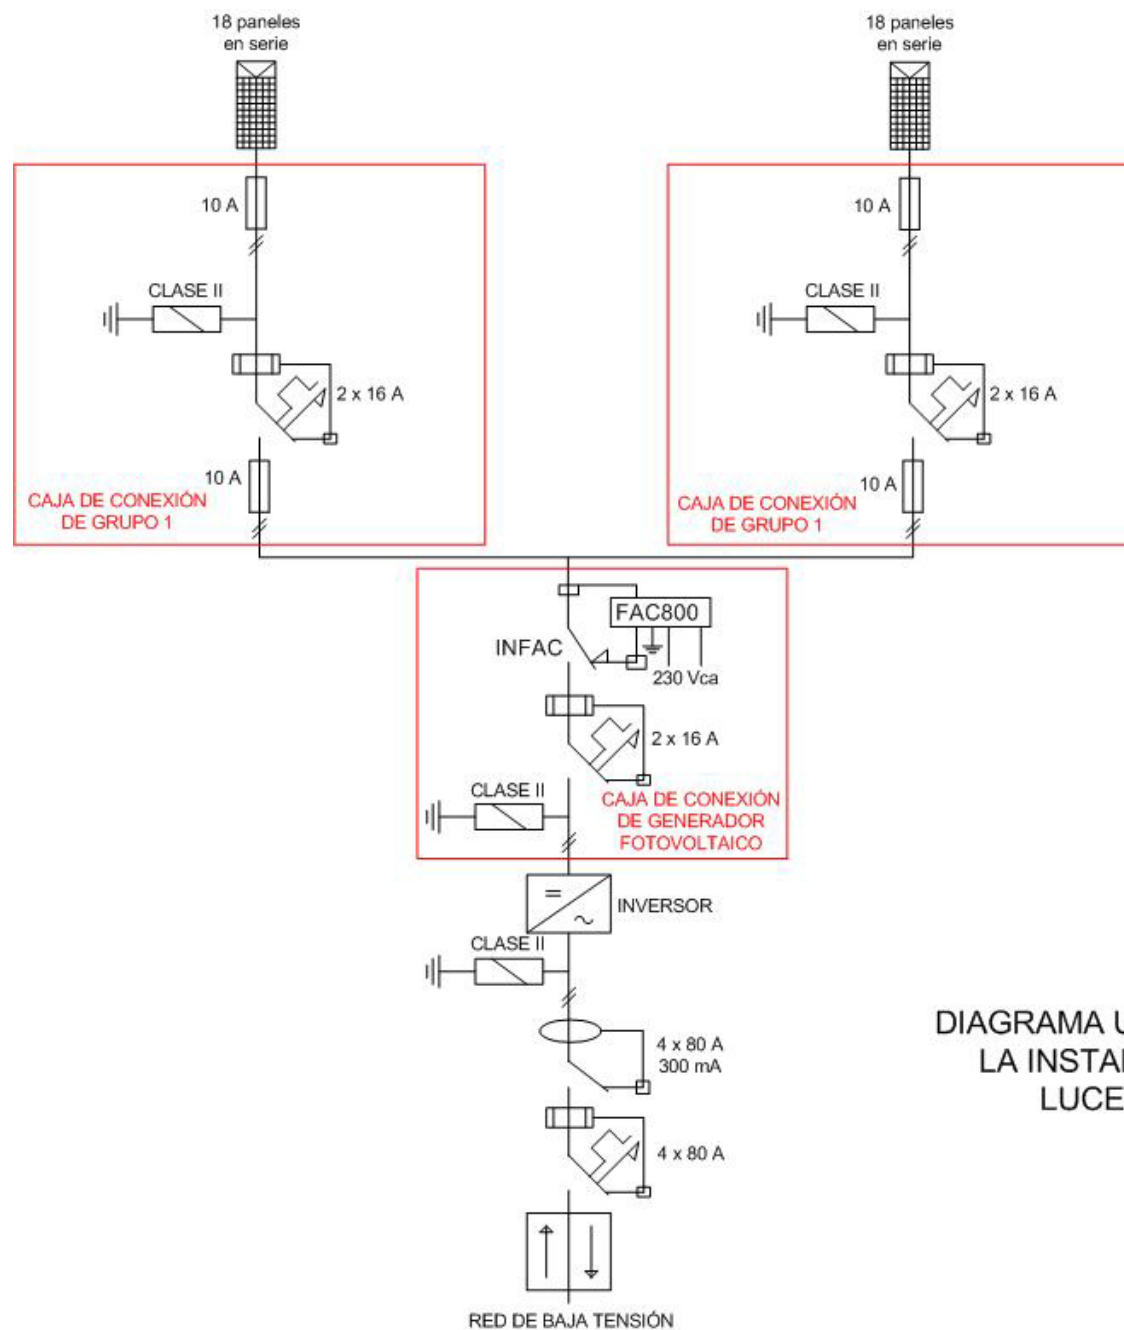 18 paneles
en serie
18 paneles
en serie
10 A
10 A
CLASE II
CLASE II
2 x 16 A
2 x 16 A
10 A
10 A
CAJA DE CONEXIÓN
DE GRUPO 1
CAJA DE CONEXIÓN
DE GRUPO 1
FAC800
INFAC
230 Vca
2 x 16 A
CLASE II
CAJA DE CONEXIÓN
DE GENERADOR
FOTOVOLTAICO
=
~
INVERSOR
CLASE II
4 x 80 A
300 mA
DIAGRAMA U
LA INSTA
LUCE
4 x 80 A
RED DE BAJA TENSIÓN